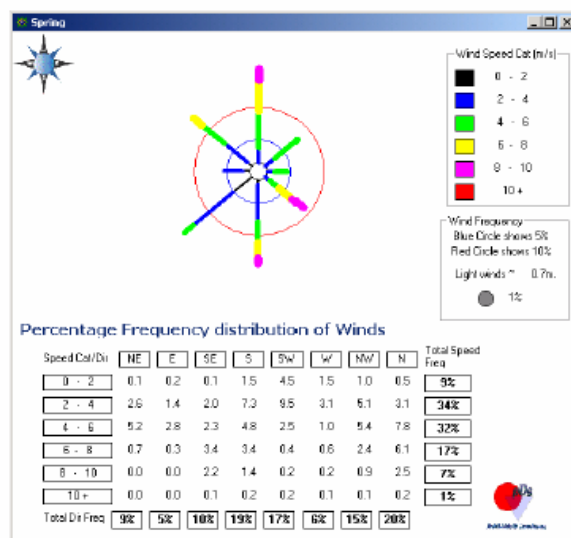 Spring
Wind Speed Cat (m/s)
0 - 2
2 - 4
4 - 6
6 - 8
8 - 10
10+
Wind Frequency
Blue Circle shows 5%
Red Circle shows 10%
Light winds ~ 0.7m.
1%
Percentage Frequency distribution of Winds
Speed Cat/Dir NE E SE S SW W NW N Total Speed Freq
0 - 2 0.1 0.2 0.1 1.5 4.5 1.5 1.0 0.5 9%
2 - 4 2.6 1.4 2.0 7.3 9.5 3.1 5.1 3.1 34%
4 - 6 5.2 2.8 2.3 4.8 2.5 1.0 5.4 7.8 32%
6 - 8 0.7 0.3 3.4 3.4 0.4 0.6 2.4 6.1 17%
8 - 10 0.0 0.0 2.2 1.4 0.2 0.2 0.9 2.5 7%
10+ 0.0 0.0 0.1 0.2 0.2 0.1 0.1 0.2 1%
Total Dir Freq 9% 5% 10% 19% 17% 6% 15% 20%